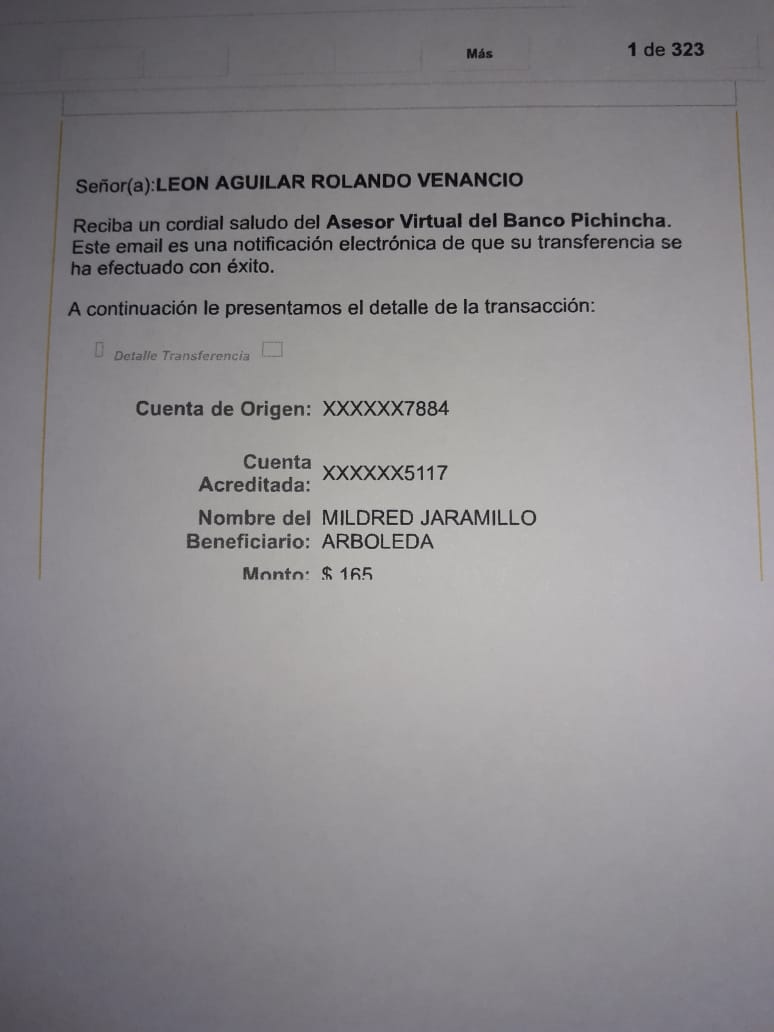 Más
1 de 323
Señor(a):LEON AGUILAR ROLANDO VENANCIO
Reciba un cordial saludo del Asesor Virtual del Banco Pichincha.
Este email es una notificación electrónica de que su transferencia se
ha efectuado con éxito.
A continuación le presentamos el detalle de la transacción:
Detalle Transferencia
Cuenta de Origen: XXXXXX7884
Cuenta
Acreditada: XXXXXX5117
Nombre del MILDRED JARAMILLO
Beneficiario: ARBOLEDA
Monto: $ 165